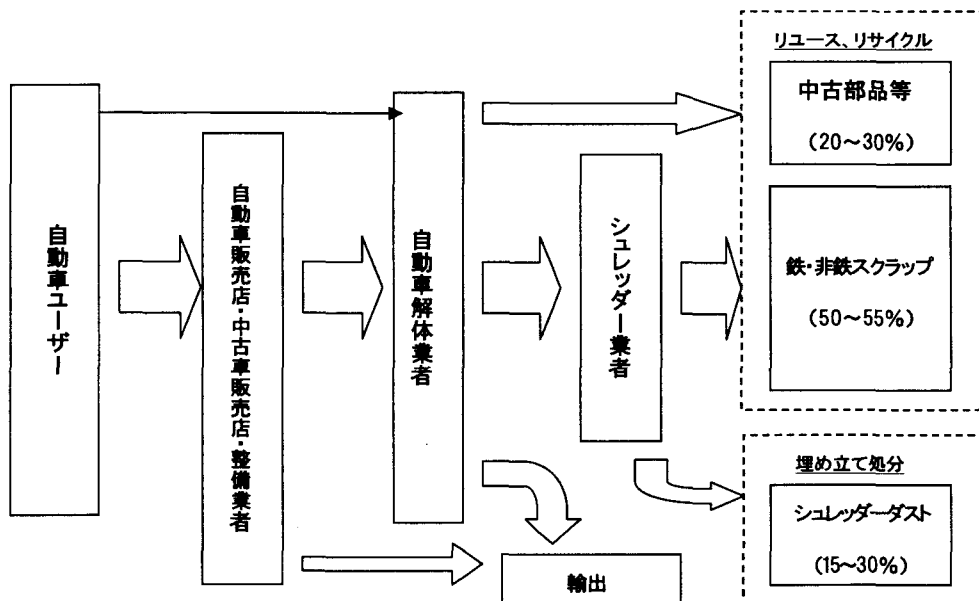 自動車ユーザー
自動車販売店・中古車販売店・整備業者
自動車解体業者
シュレッダー業者
リユース、リサイクル
中古部品等
(20～30%)
鉄・非鉄スクラップ
(50～55%)
埋め立て処分
シュレッダーダスト
(15～30%)
輸出